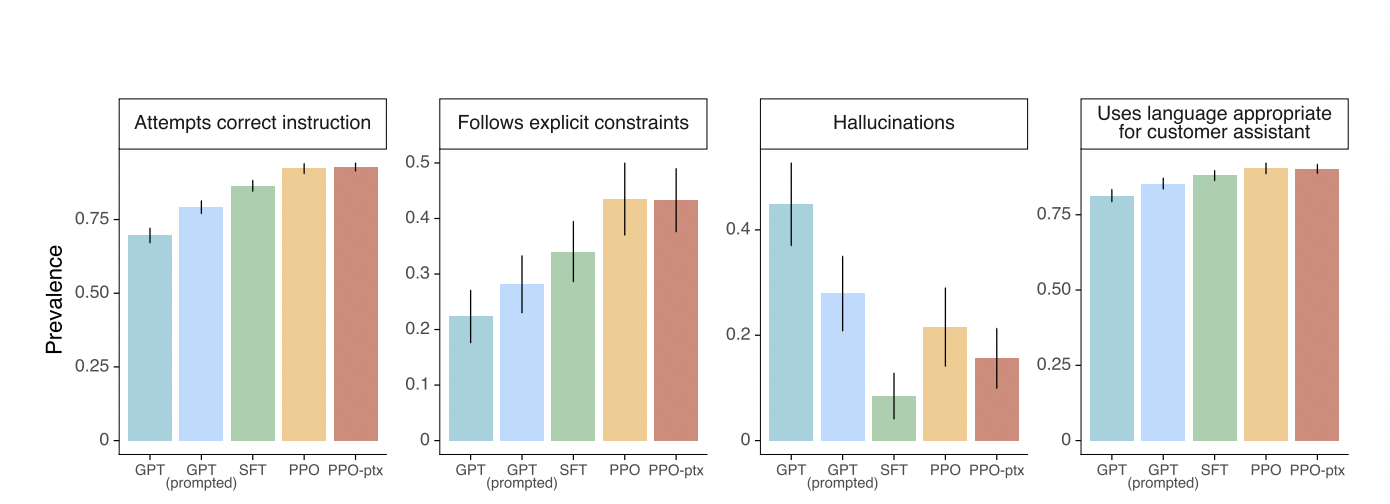 Attempts correct instruction
Follows explicit constraints
Hallucinations
Uses language appropriate
for customer assistant
Prevalence
0.75
0.50
0.25
0
GPT
GPT
(prompted)
SFT
PPO
PPO-ptx
0.5
0.4
0.3
0.2
0.1
0
GPT
GPT
(prompted)
SFT
PPO
PPO-ptx
0.4
0.2
0
GPT
GPT
(prompted)
SFT
PPO
PPO-ptx
0.75
0.50
0.25
0
GPT
GPT
(prompted)
SFT
PPO
PPO-ptx